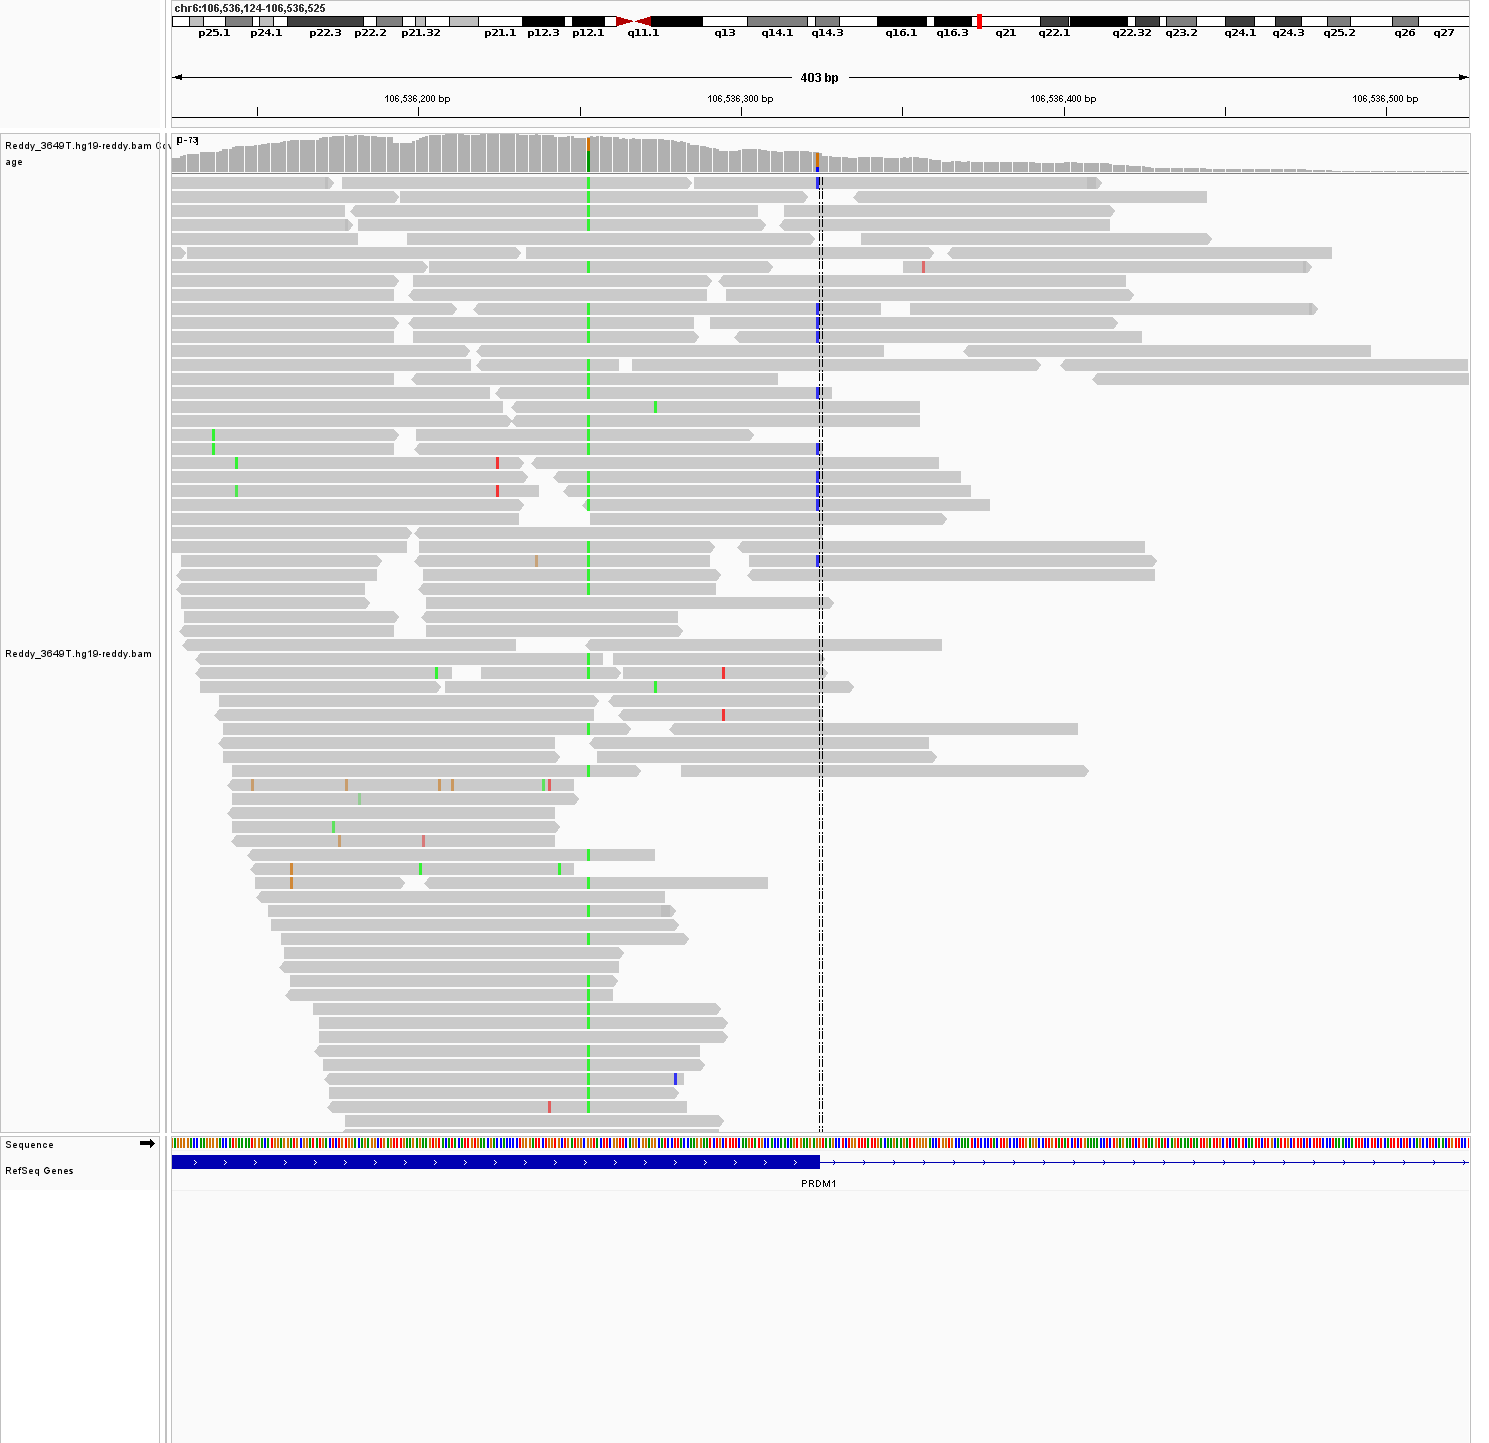 chr6:106,536,124-106,536,525
p25.1 p24.1 p22.3 p22.2 p21.32 p21.1 p12.3 p12.1 q11.1 q13 q14.1 q14.3 q16.1 q16.3 q21 q22.1 q22.32 q23.2 q24.1 q24.3 q25.2 q26 q27
403 bp
106,536,200 bp 106,536,300 bp 106,536,400 bp 106,536,500 bp
[0-73]
Reddy_3649T.hg19-reddy.bam Cov
age
Reddy_3649T.hg19-reddy.bam
Sequence
RefSeq Genes
PRDM1